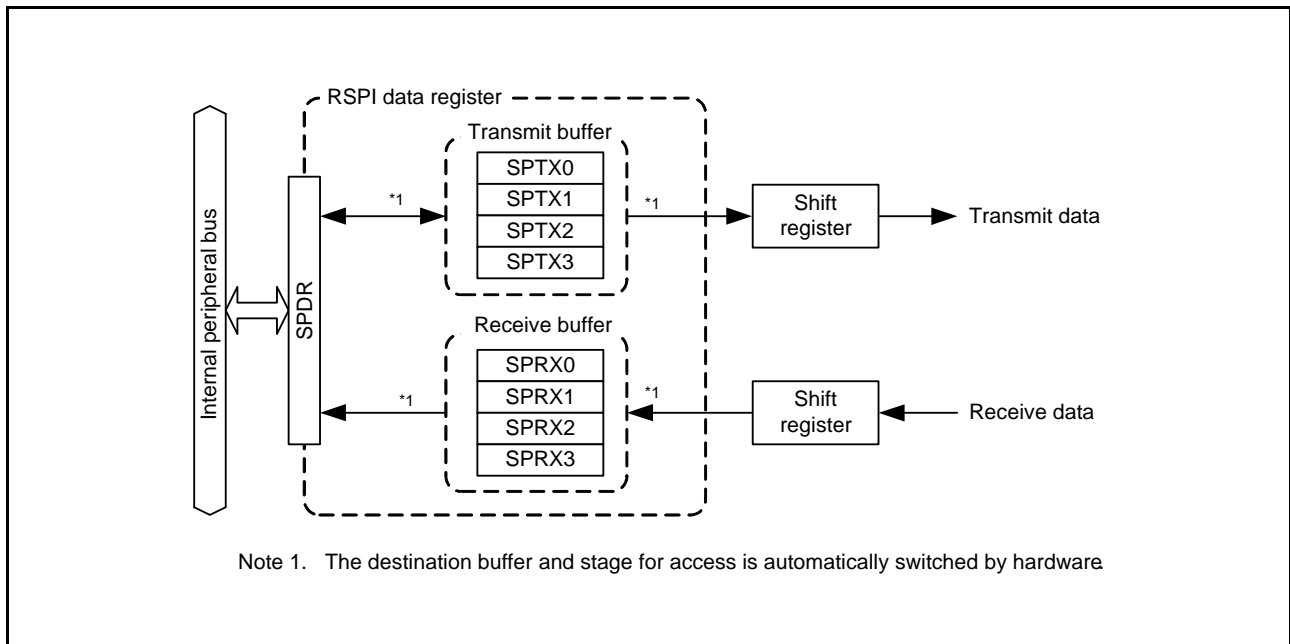 RSPI data register
Transmit buffer
SPTX0
SPTX1
SPTX2
SPTX3
*1
*1
Shift
register
Transmit data
Internal peripheral bus
SPDR
Receive buffer
SPRX0
SPRX1
SPRX2
SPRX3
*1
*1
Shift
register
Receive data
Note 1. The destination buffer and stage for access is automatically switched by hardware.